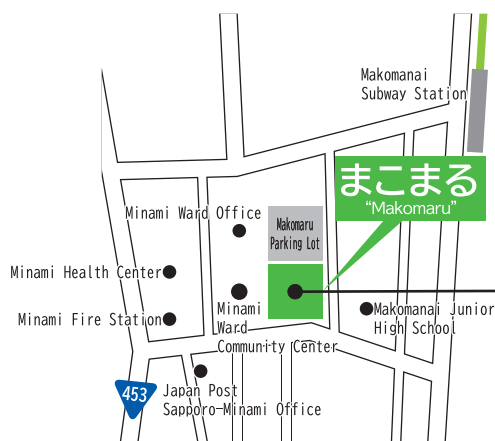 Makomanai
Subway Station
まこまる
“Makomaru”
Minami Ward Office
Makomaru
Parking Lot
Minami Health Center
Minami Fire Station
Minami
Ward
Community Center
Makomanai Junior
High School
453
Japan Post
Sapporo-Minami Office